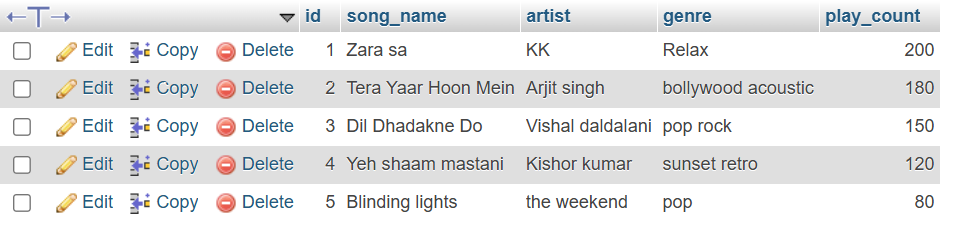 ←T→ id song_name artist genre play_count
Edit Copy Delete 1 Zara sa KK Relax 200
Edit Copy Delete 2 Tera Yaar Hoon Mein Arjit singh bollywood acoustic 180
Edit Copy Delete 3 Dil Dhadakne Do Vishal daldalani pop rock 150
Edit Copy Delete 4 Yeh shaam mastani Kishor kumar sunset retro 120
Edit Copy Delete 5 Blinding lights the weekend pop 80